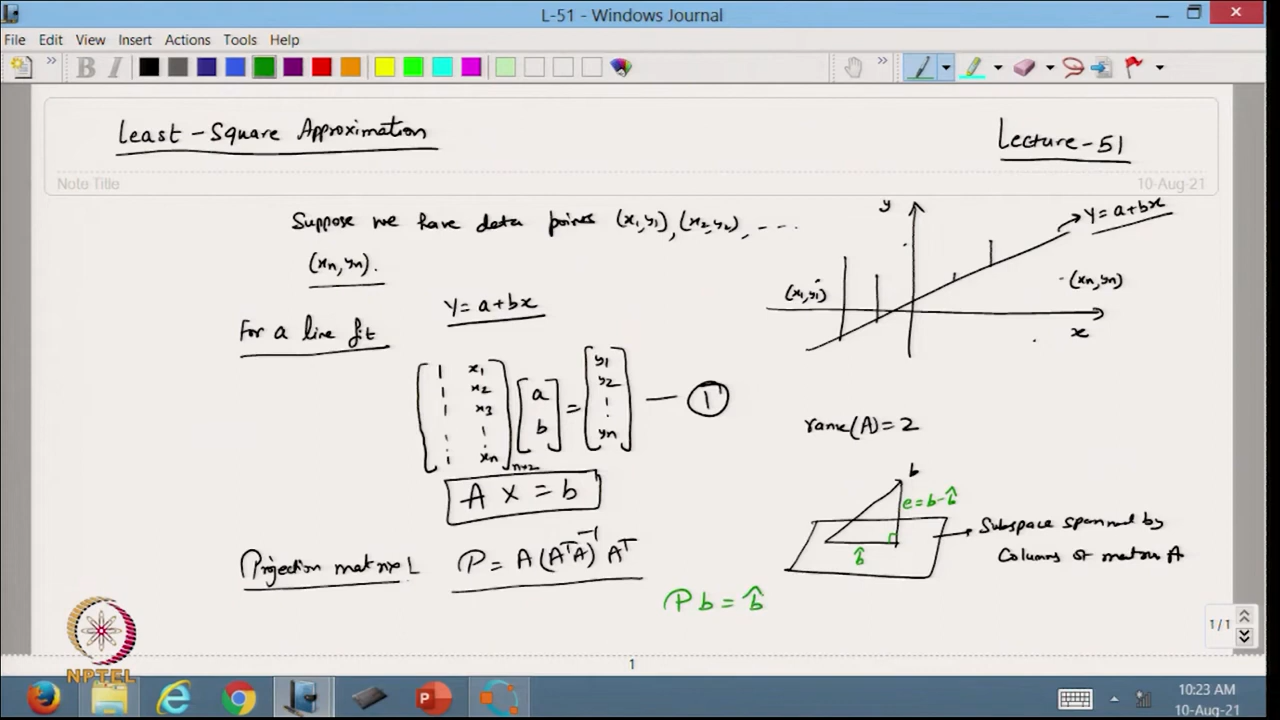 L-51 - Windows Journal
File Edit View Insert Actions Tools Help
Least-Square Approximation
Lecture-51
Note Title
10-Aug-21
Suppose we have data points (x1,y1), (x2,y2), ----
(xn,yn).
y
Y=a+bx
(x1,y1)
(xn,yn)
x
For a line fit
Y=a+bx
1 x1
1 x2
1 x3
1 xn
n×2
a
b
=
y1
y2
yn
— 1
rank(A)=2
A X = b
b
e=b-b̂
b̂
Subspace spanned by
Columns of matrix A
Projection matrix
P = A(AᵀA)⁻¹Aᵀ
Pb = b̂
1/1
1
NPTEL
10:23 AM
10-Aug-21